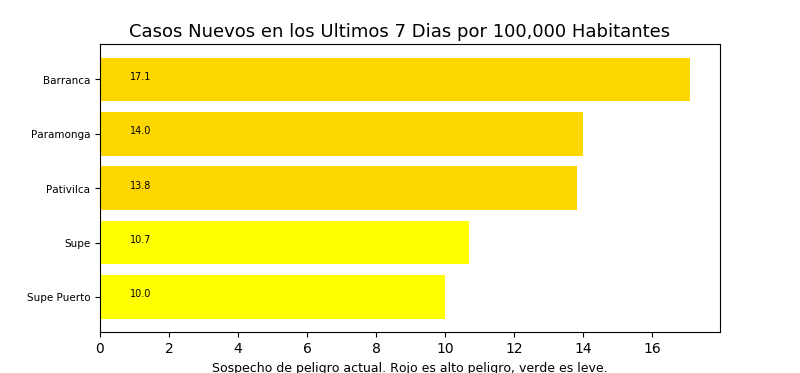 Casos Nuevos en los Ultimos 7 Dias por 100,000 Habitantes
Barranca 17.1
Paramonga 14.0
Pativilca 13.8
Supe 10.7
Supe Puerto 10.0
0 2 4 6 8 10 12 14 16
Sospecho de peligro actual. Rojo es alto peligro, verde es leve.